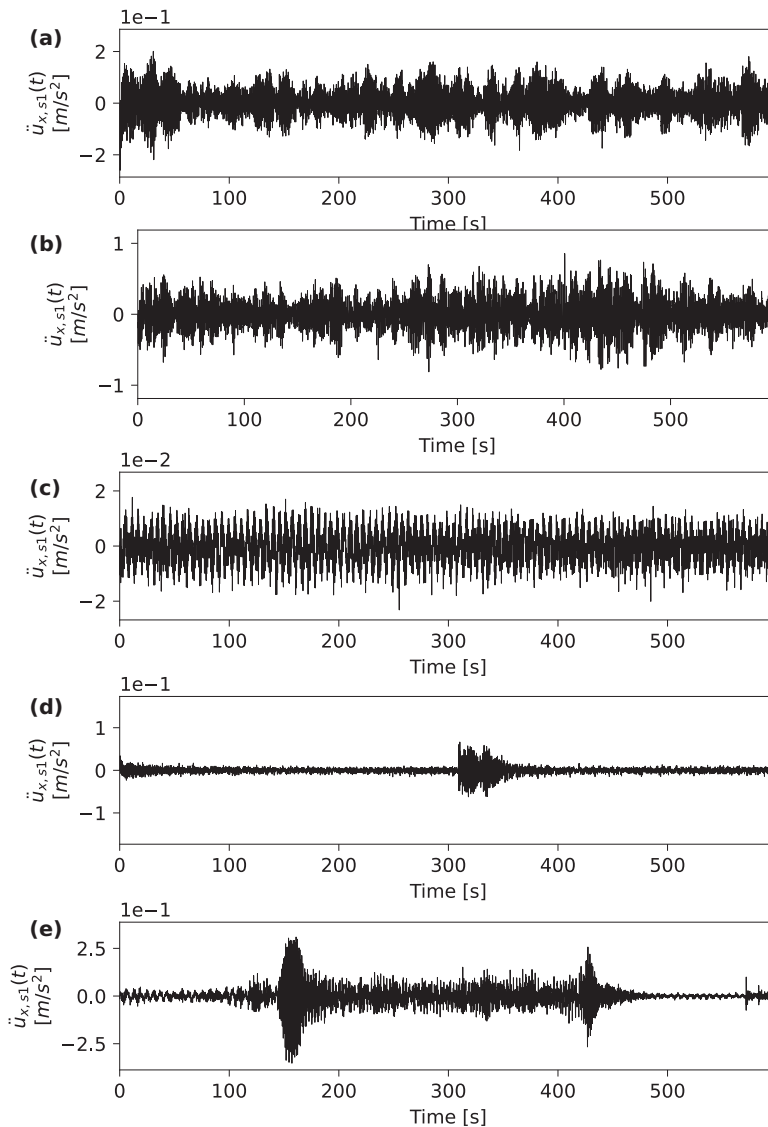 (a)
1e−1
2
0
−2
ü_{x,s1}(t)
[m/s²]
0 100 200 300 400 500
Time [s]
(b)
1
0
−1
ü_{x,s1}(t)
[m/s²]
0 100 200 300 400 500
Time [s]
(c)
1e−2
2
0
−2
ü_{x,s1}(t)
[m/s²]
0 100 200 300 400 500
Time [s]
(d)
1e−1
1
0
−1
ü_{x,s1}(t)
[m/s²]
0 100 200 300 400 500
Time [s]
(e)
1e−1
2.5
0.0
−2.5
ü_{x,s1}(t)
[m/s²]
0 100 200 300 400 500
Time [s]